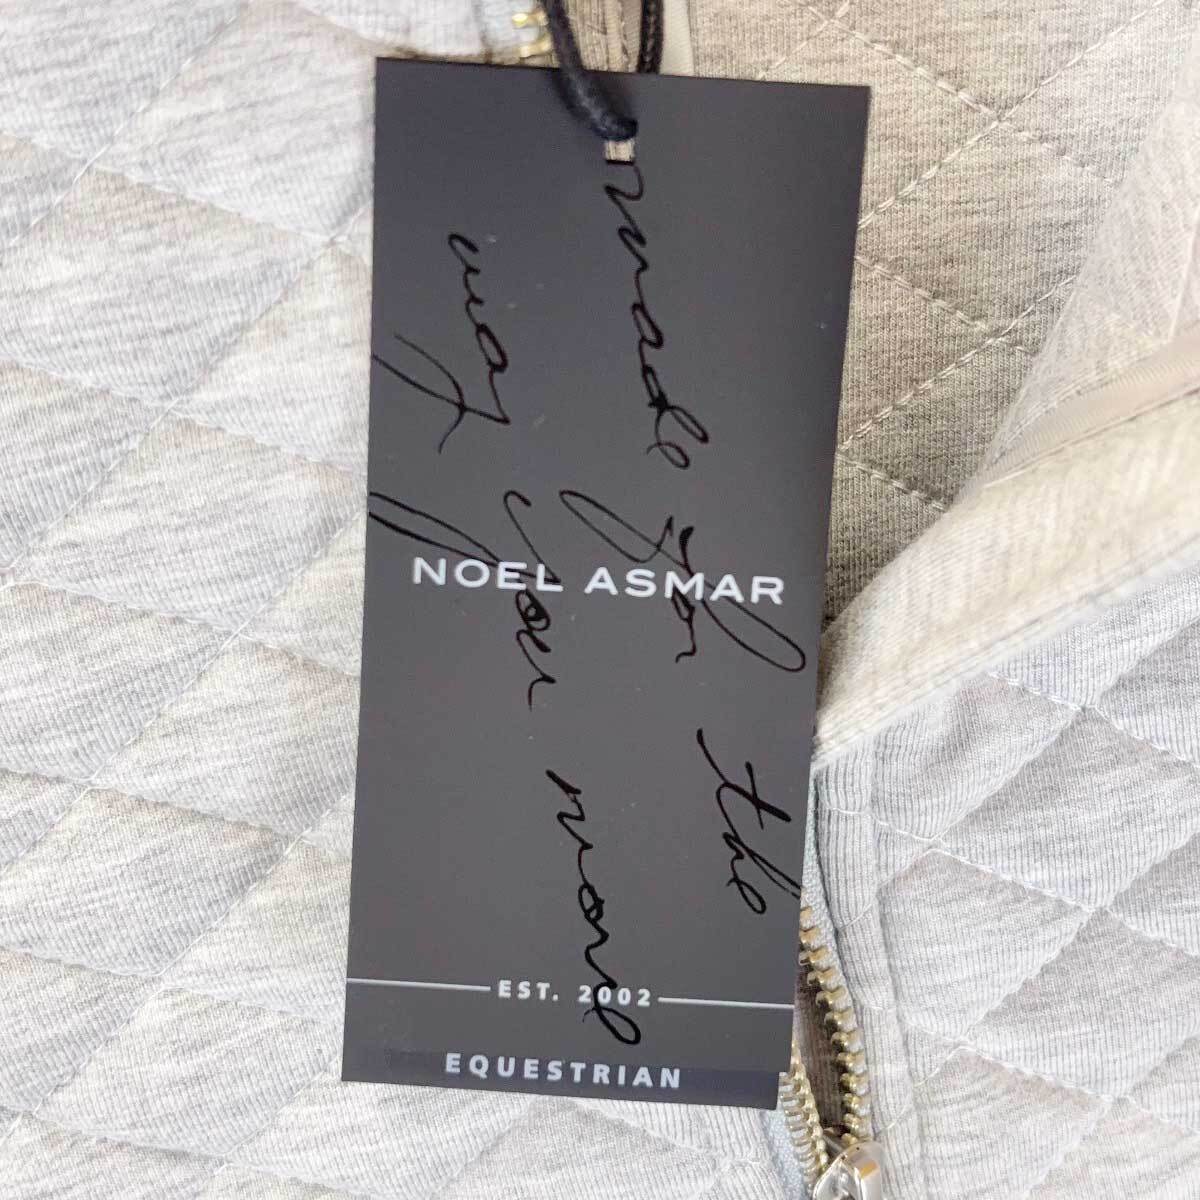 made for the
way you move
NOEL ASMAR
EST. 2002
EQUESTRIAN